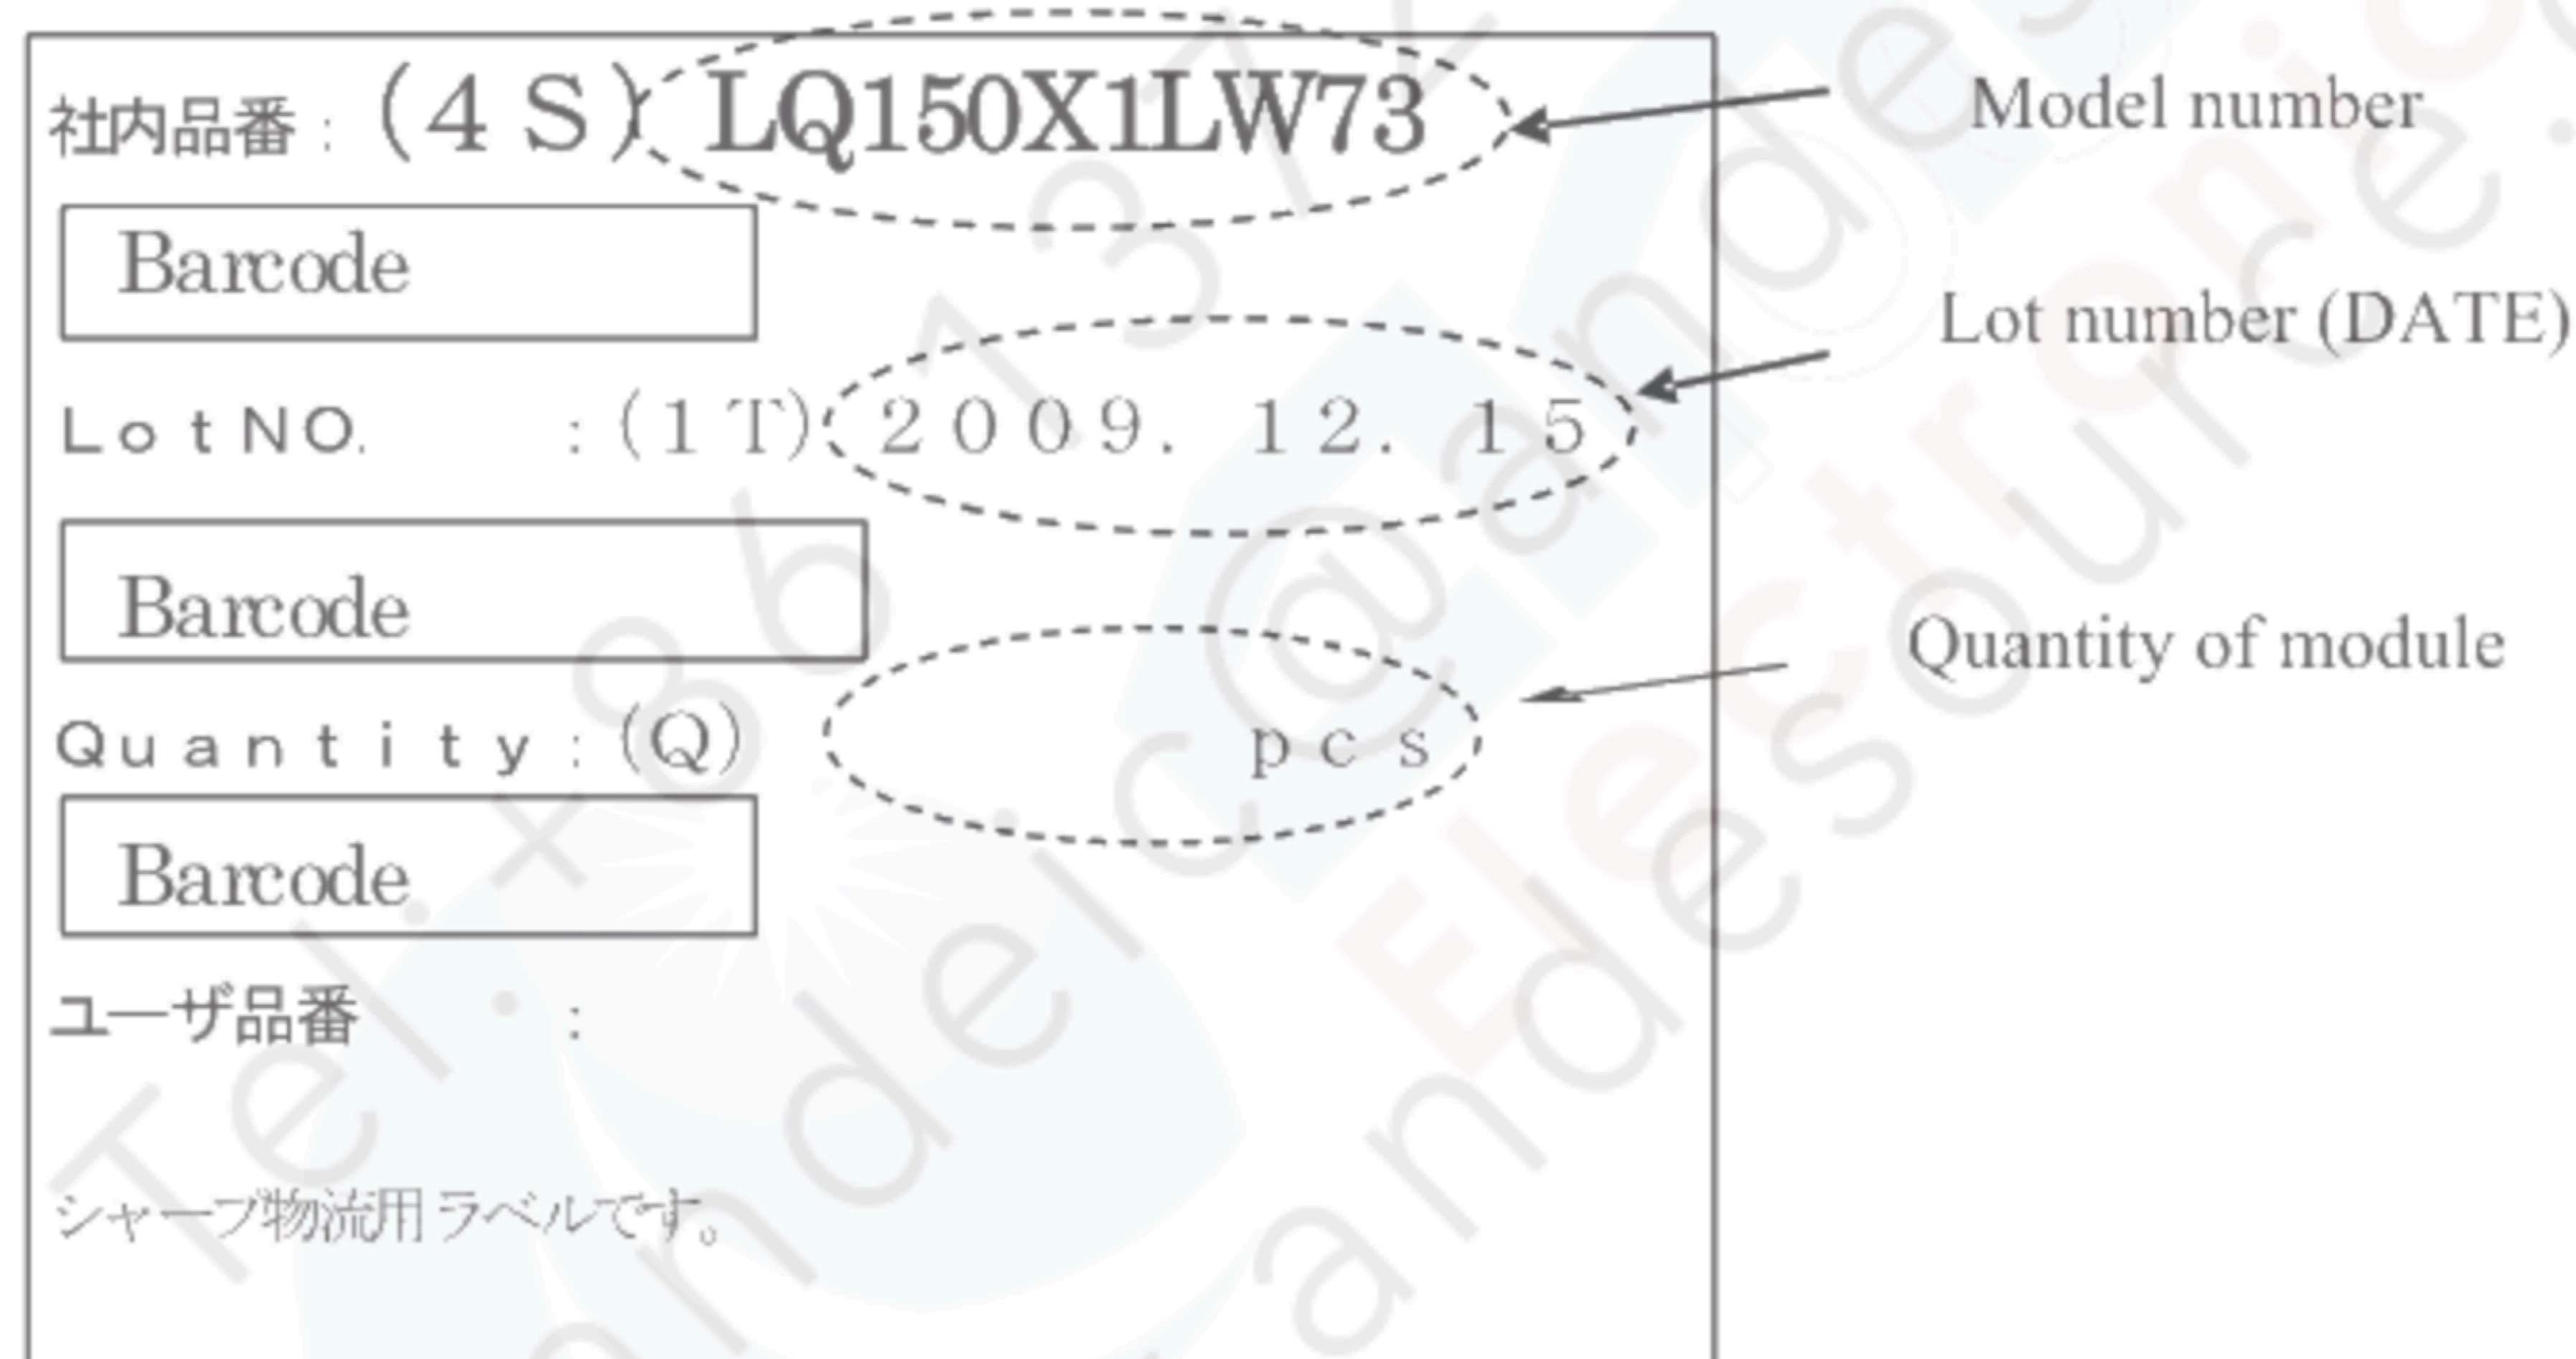 社内品番 : (4S) LQ150X1LW73
Model number
Barcode
Lot number (DATE)
LotNO. : (1T) 2009. 12. 15
Barcode
Quantity of module
Quantity : (Q) pcs
Barcode
ユーザ品番 :
シャープ物流用ラベルです。